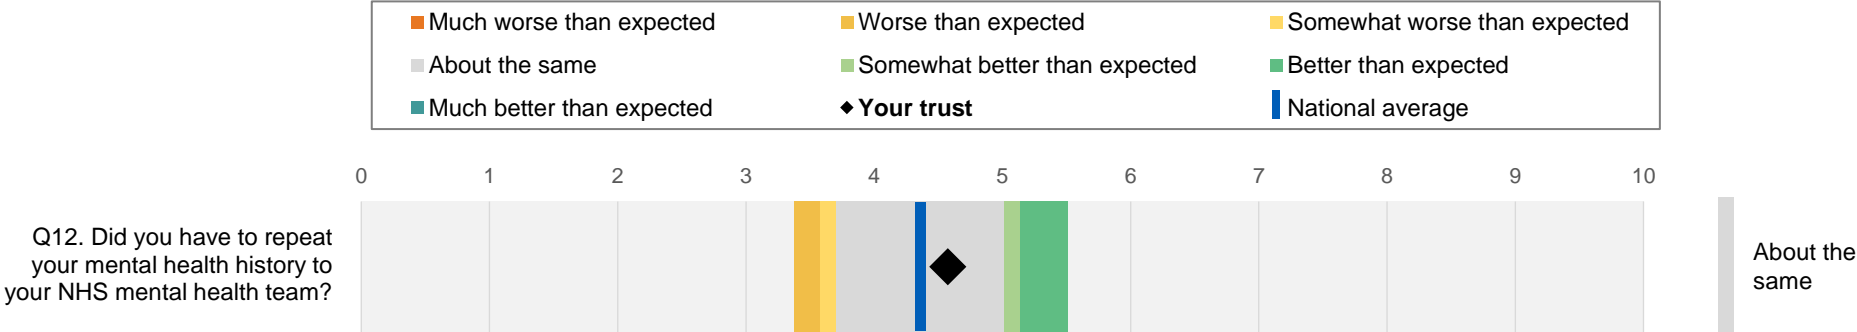 Much worse than expected
Worse than expected
Somewhat worse than expected
About the same
Somewhat better than expected
Better than expected
Much better than expected
Your trust
National average
0 1 2 3 4 5 6 7 8 9 10
Q12. Did you have to repeat
your mental health history to
your NHS mental health team?
About the
same